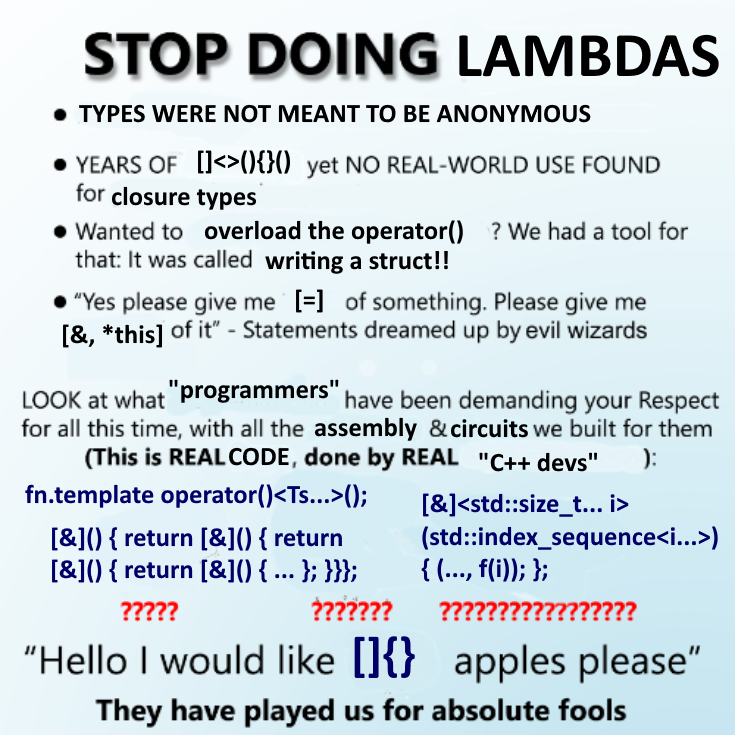 STOP DOING LAMBDAS
• TYPES WERE NOT MEANT TO BE ANONYMOUS
• YEARS OF []<>(){}() yet NO REAL-WORLD USE FOUND
for closure types
• Wanted to overload the operator() ? We had a tool for
that: It was called writing a struct!!
• “Yes please give me [=] of something. Please give me
[&, *this] of it” - Statements dreamed up by evil wizards
LOOK at what "programmers" have been demanding your Respect
for all this time, with all the assembly & circuits we built for them
(This is REAL CODE, done by REAL "C++ devs" ):
fn.template operator()<Ts...>();
[&]() { return [&]() { return
[&]() { return [&]() { ... }; }}};
[&]<std::size_t... i>
(std::index_sequence<i...>)
{ (..., f(i)); };
????? ??????? ?????????????????
“Hello I would like []{} apples please”
They have played us for absolute fools